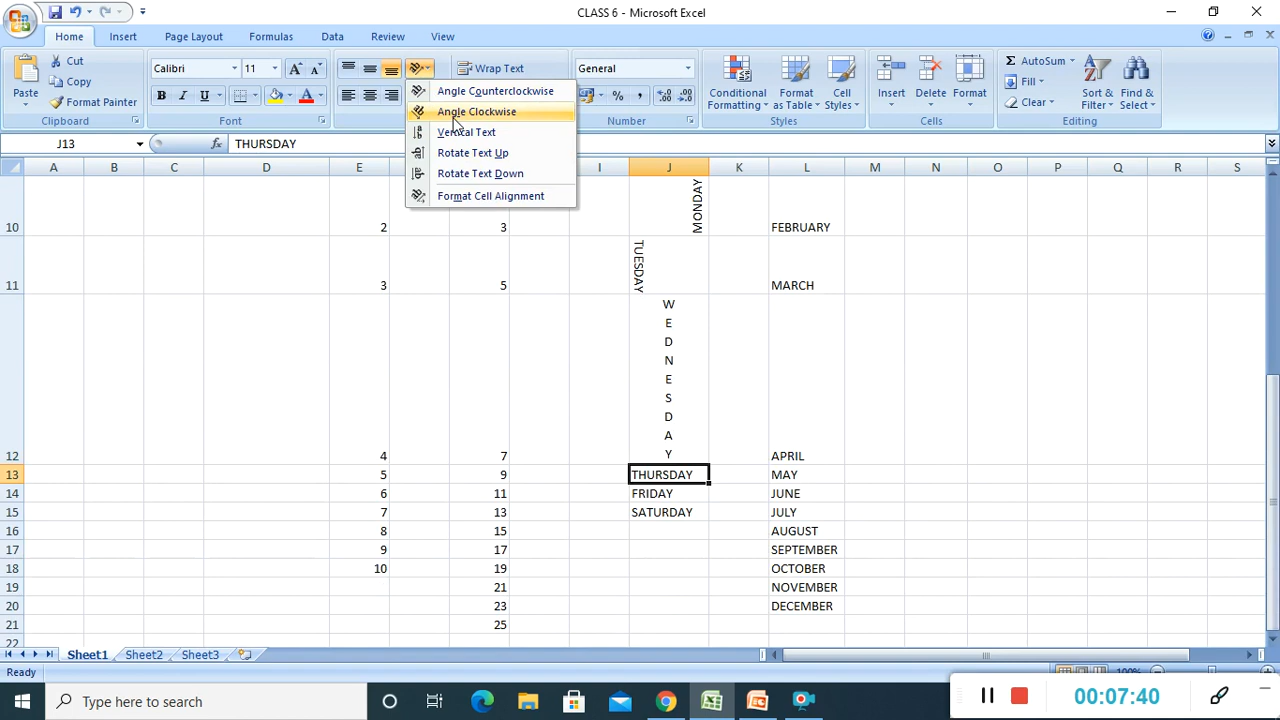 CLASS 6 - Microsoft Excel
Home Insert Page Layout Formulas Data Review View
Cut
Copy
Format Painter
Paste
Clipboard
Calibri 11
B I U
Font
Wrap Text
Angle Counterclockwise
Angle Clockwise
Vertical Text
Rotate Text Up
Rotate Text Down
Format Cell Alignment
General
Number
Conditional Formatting
Format as Table
Cell Styles
Styles
Insert Delete Format
Cells
AutoSum
Fill
Clear
Sort & Filter
Find & Select
Editing
J13 fx THURSDAY
A B C D E I J K L M N O P Q R S
10 2 3 MONDAY FEBRUARY
11 3 5 TUESDAY MARCH
12 4 7 WEDNESDAY APRIL
13 5 9 THURSDAY MAY
14 6 11 FRIDAY JUNE
15 7 13 SATURDAY JULY
16 8 15 AUGUST
17 9 17 SEPTEMBER
18 10 19 OCTOBER
19 21 NOVEMBER
20 23 DECEMBER
21 25
22
Sheet1 Sheet2 Sheet3
Ready 100%
Type here to search
00:07:40